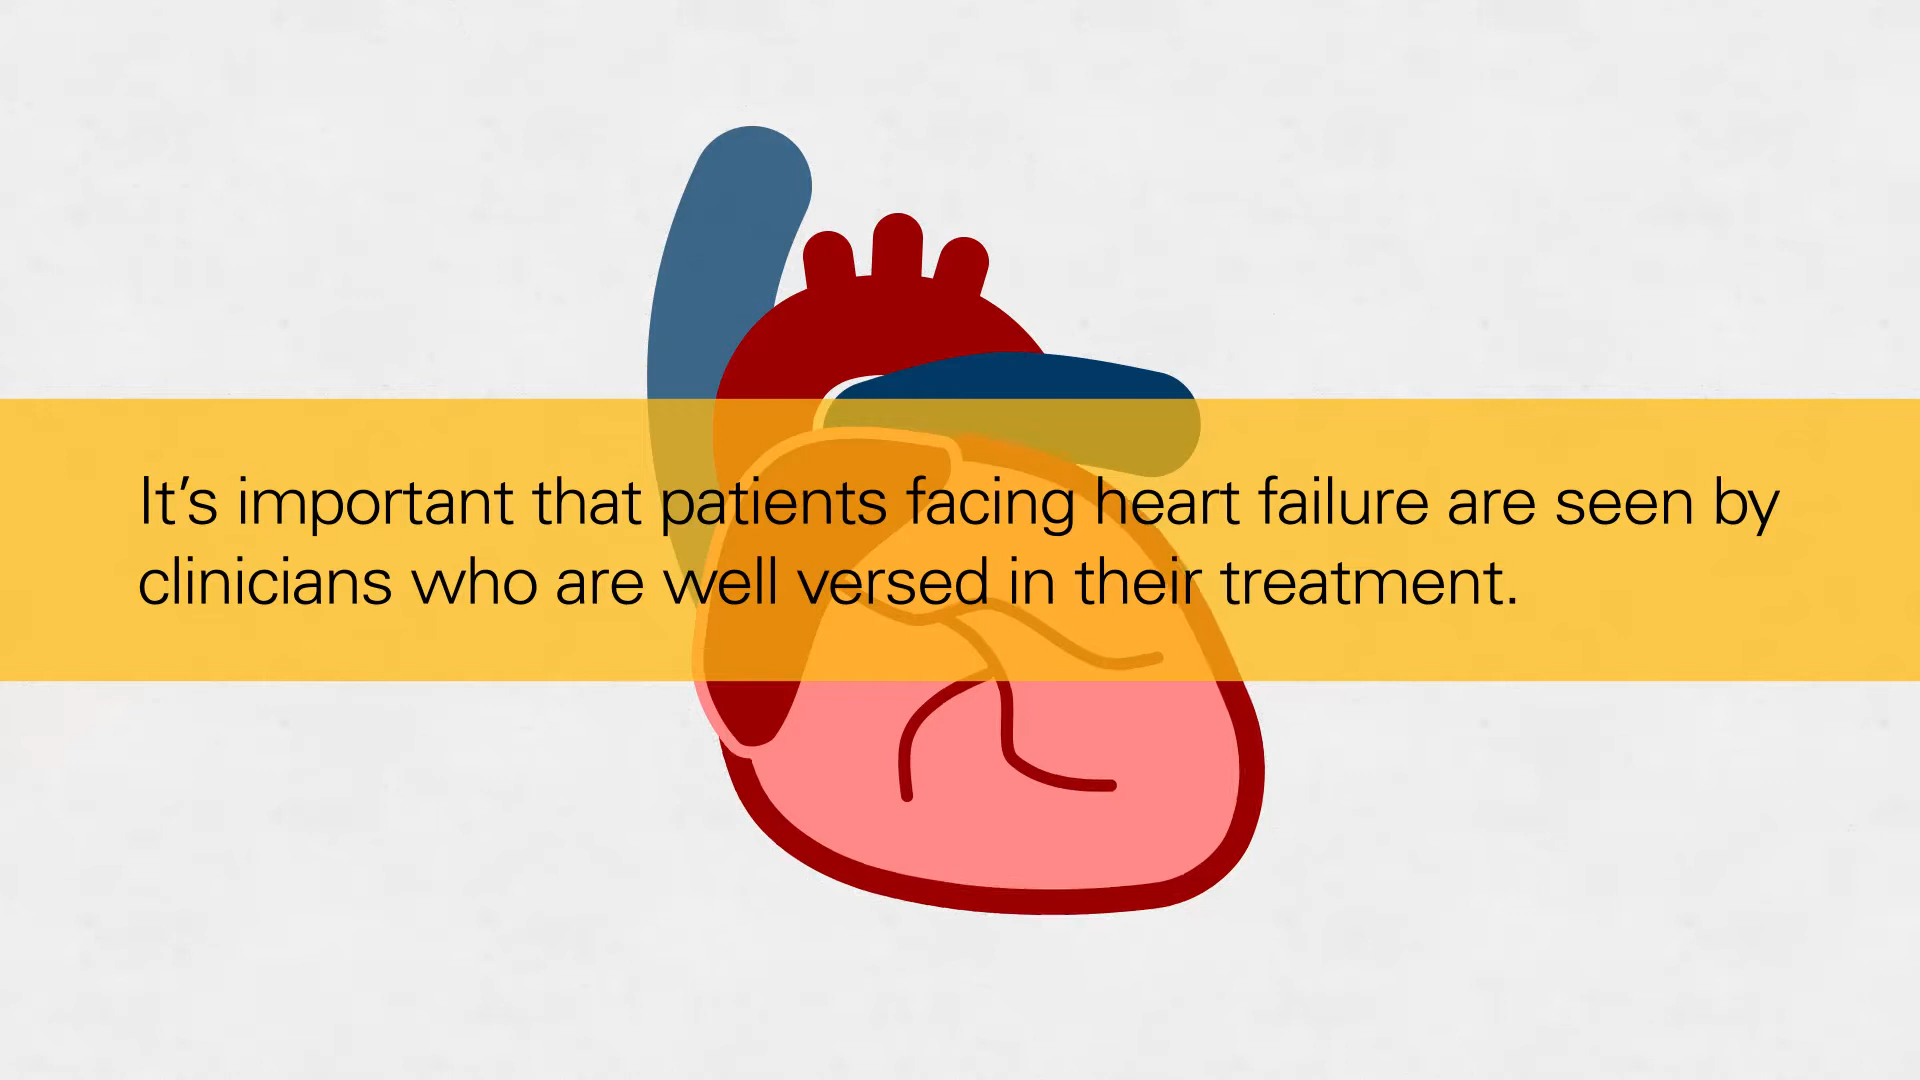 It’s important that patients facing heart failure are seen by
clinicians who are well versed in their treatment.